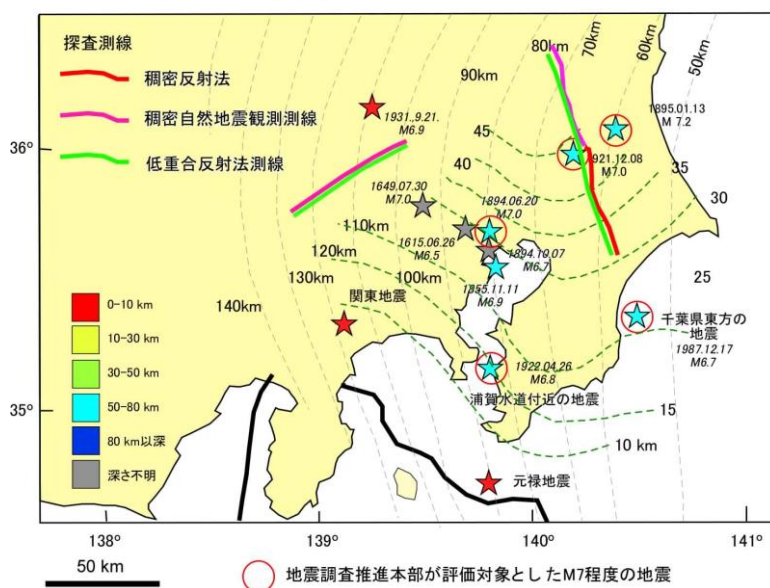 探査測線
稠密反射法
稠密自然地震観測測線
低重合反射法測線
80km
70km
60km
50km
90km
1931..9.21.
M6.9
1895.01.13
M 7.2
36°
45
1921.12.08
M7.0
35
40
1649.07.30
M7.0
1894.06.20
M7.0
30
110km
1615.06.26
M6.5
1894.10.07
M6.7
120km
130km
100km
1855.11.11
M6.9
25
140km
関東地震
千葉県東方の
地震
1987.12.17
M6.7
0-10 km
10-30 km
30-50 km
50-80 km
80 km以深
深さ不明
1922.04.26
M6.8
浦賀水道付近の地震
35°
15
10 km
元禄地震
138°
139°
140°
141°
50 km
地震調査推進本部が評価対象としたM7程度の地震